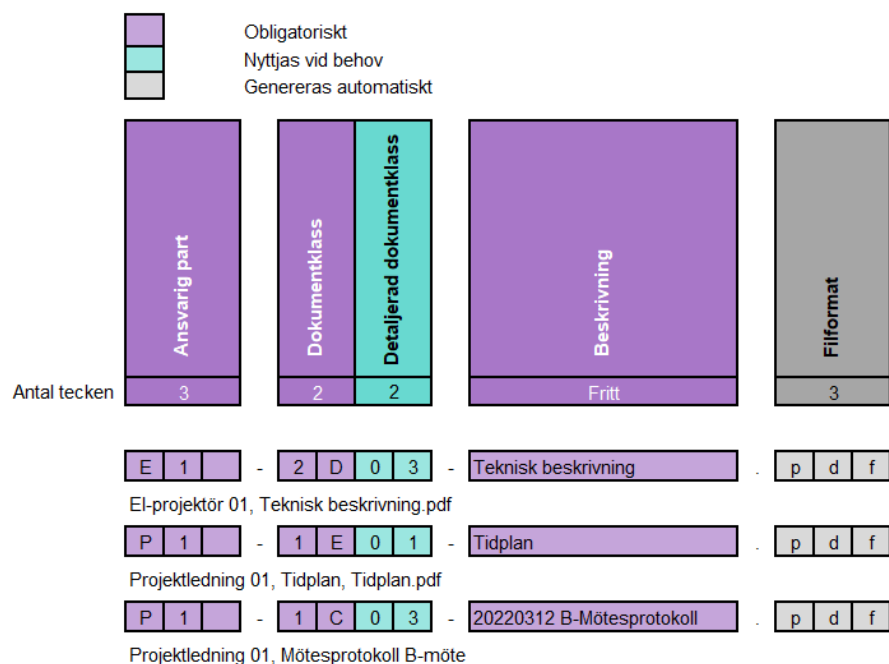 Obligatoriskt
Nyttjas vid behov
Genereras automatiskt
Ansvarig part
Dokumentklass
Detaljerad dokumentklass
Beskrivning
Filformat
Antal tecken 3 2 2 Fritt 3
E 1 - 2 D 0 3 - Teknisk beskrivning . p d f
El-projektör 01, Teknisk beskrivning.pdf
P 1 - 1 E 0 1 - Tidplan . p d f
Projektledning 01, Tidplan, Tidplan.pdf
P 1 - 1 C 0 3 - 20220312 B-Mötesprotokoll . p d f
Projektledning 01, Mötesprotokoll B-möte